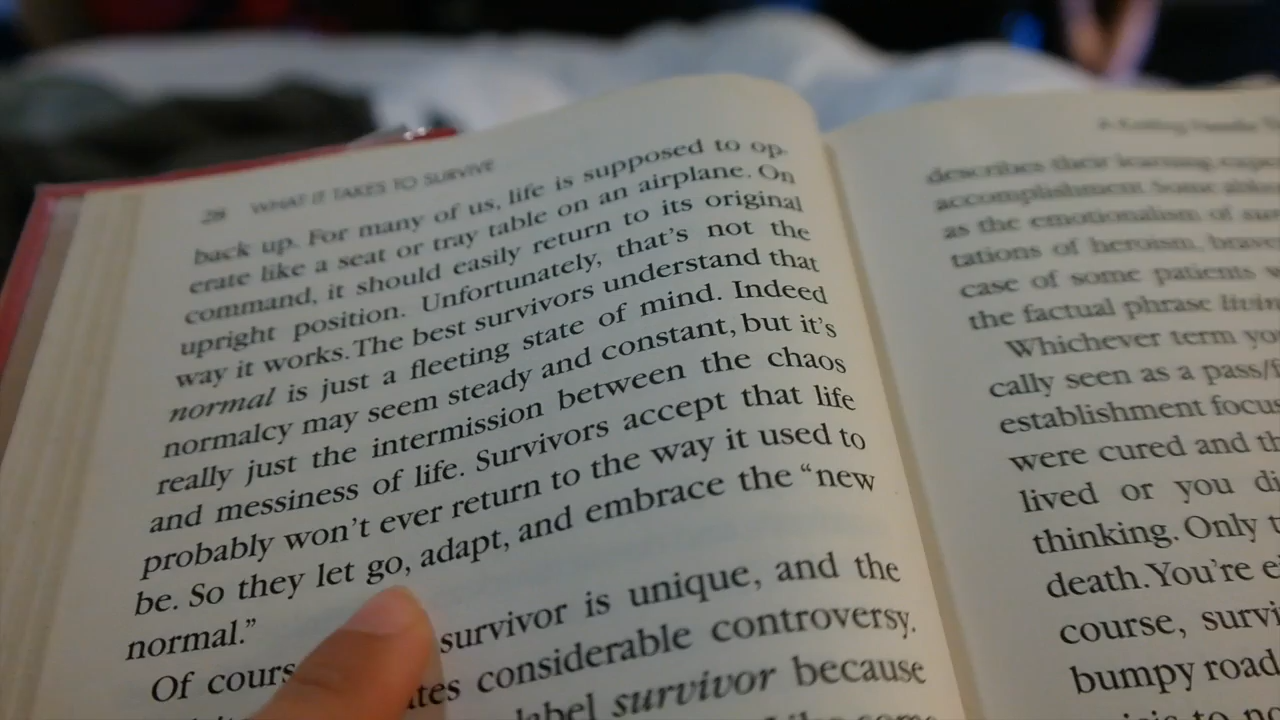 28 WHAT IT TAKES TO SURVIVE
back up. For many of us, life is supposed to op-
erate like a seat or tray table on an airplane. On
command, it should easily return to its original
upright position. Unfortunately, that's not the
way it works. The best survivors understand that
normal is just a fleeting state of mind. Indeed
normalcy may seem steady and constant, but it's
really just the intermission between the chaos
and messiness of life. Survivors accept that life
probably won't ever return to the way it used to
be. So they let go, adapt, and embrace the “new
normal.”
Of cours survivor is unique, and the
tes considerable controversy.
label survivor because
describes their learning
accomplishment. Some
as the emotionalism of
tations of heroism,
case of some patients
the factual phrase
Whichever term yo
cally seen as a pass/f
establishment focus
were cured and th
lived or you di
thinking. Only t
death. You're e
course, survi
bumpy road